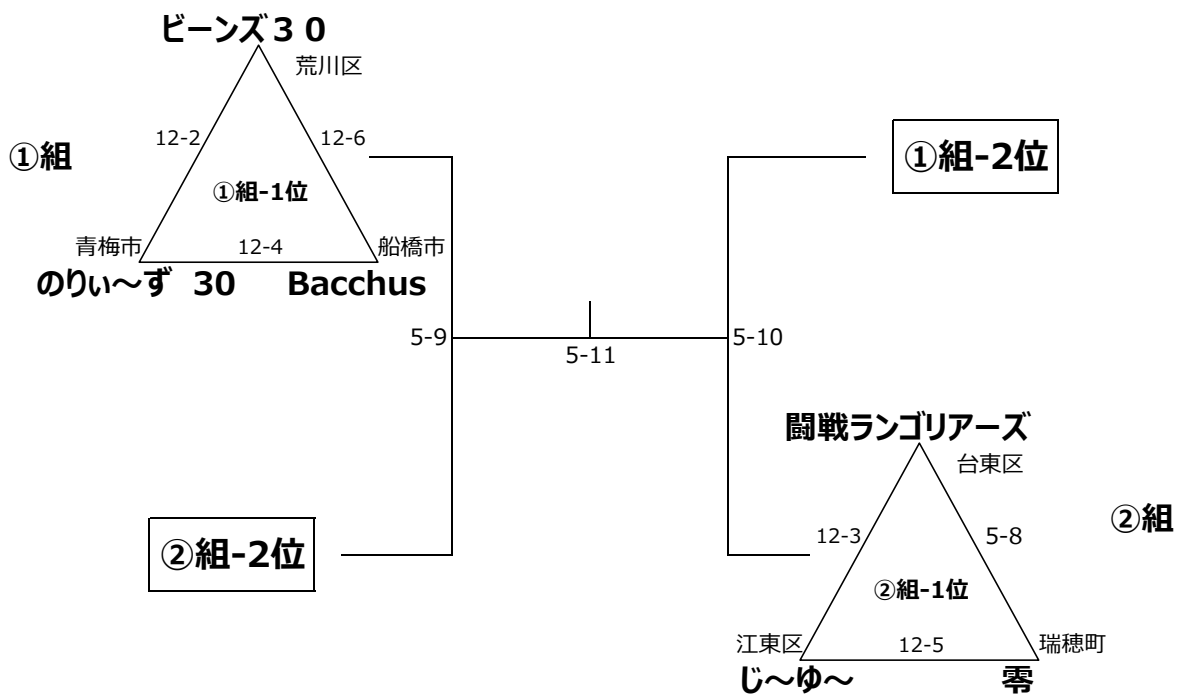 ビーンズ３０
荒川区
12-2
12-6
①組
①組-1位
青梅市
12-4
船橋市
のりぃ～ず 30
Bacchus
①組-2位
5-9
5-11
5-10
闘戦ランゴリアーズ
台東区
②組-2位
12-3
5-8
②組
②組-1位
江東区
12-5
瑞穂町
じ～ゆ～
零